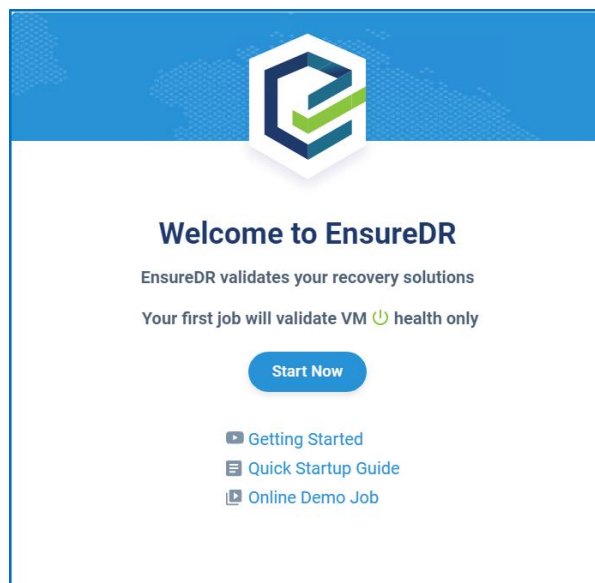 Welcome to EnsureDR
EnsureDR validates your recovery solutions
Your first job will validate VM health only
Start Now
Getting Started
Quick Startup Guide
Online Demo Job